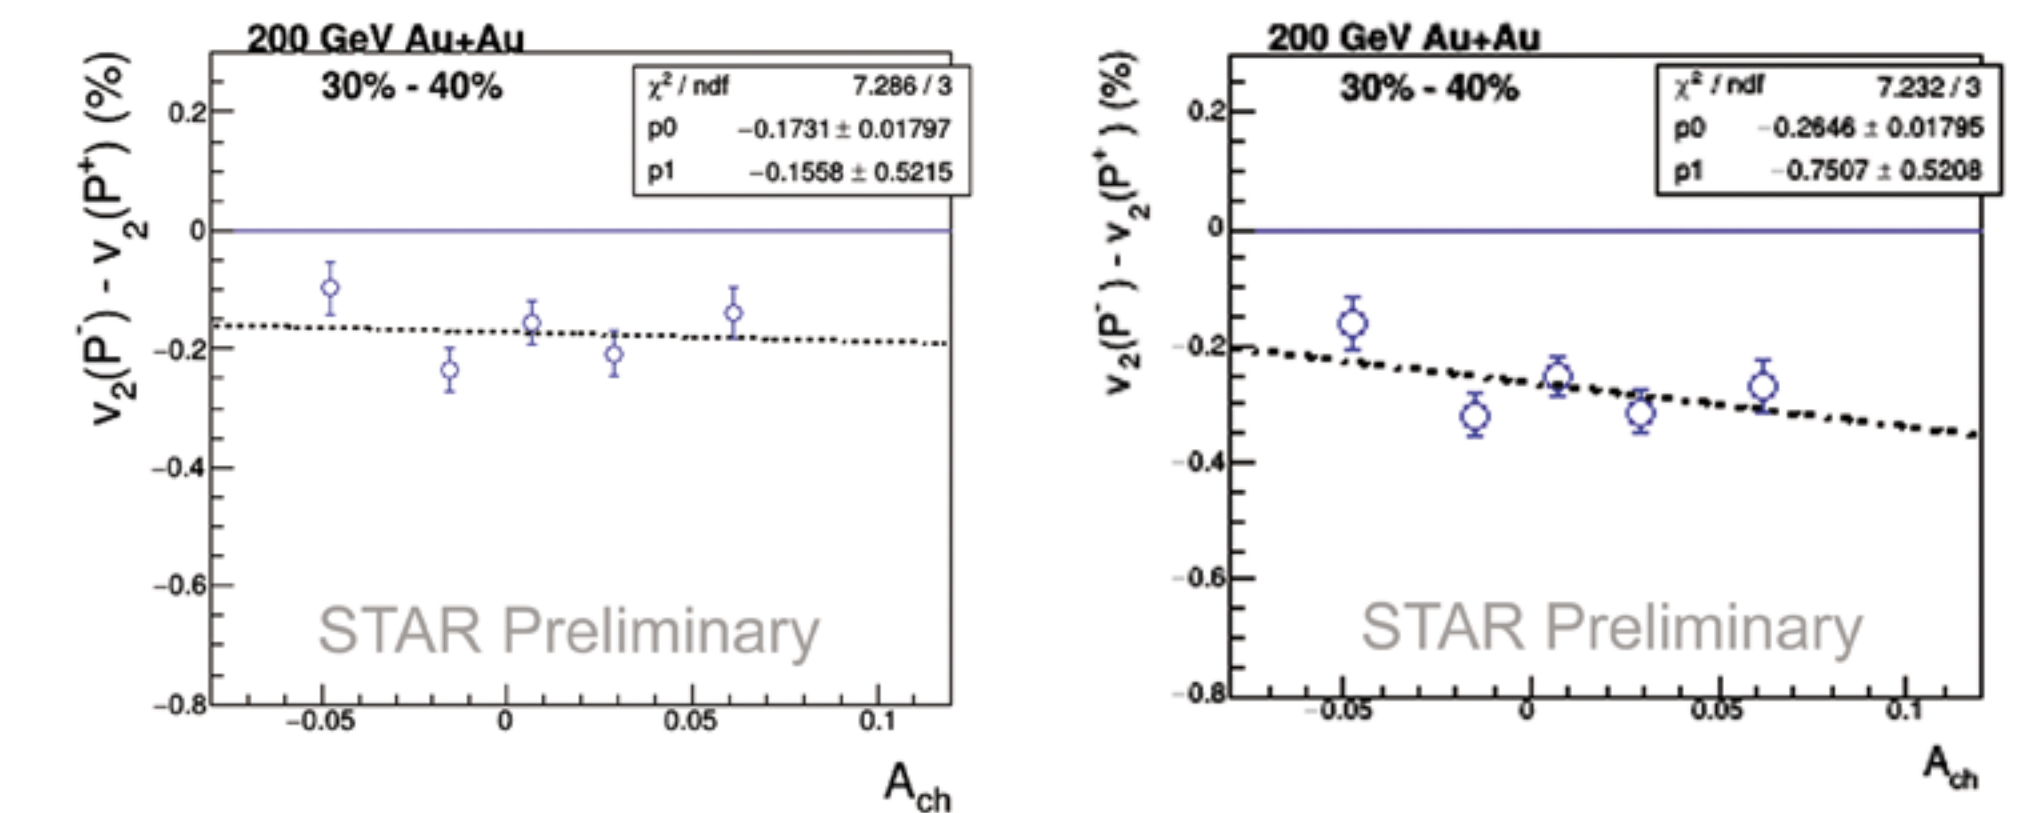 200 GeV Au+Au
30% - 40%
χ² / ndf 7.286 / 3
p0 −0.1731 ± 0.01797
p1 −0.1558 ± 0.5215
v₂(P⁻) - v₂(P⁺) (%)
0.2
0
−0.2
−0.4
−0.6
−0.8
STAR Preliminary
−0.05 0 0.05 0.1
A_ch
200 GeV Au+Au
30% - 40%
χ² / ndf 7.232 / 3
p0 −0.2646 ± 0.01795
p1 −0.7507 ± 0.5208
v₂(P⁻) - v₂(P⁺) (%)
0.2
0
−0.2
−0.4
−0.6
−0.8
STAR Preliminary
−0.05 0 0.05 0.1
A_ch